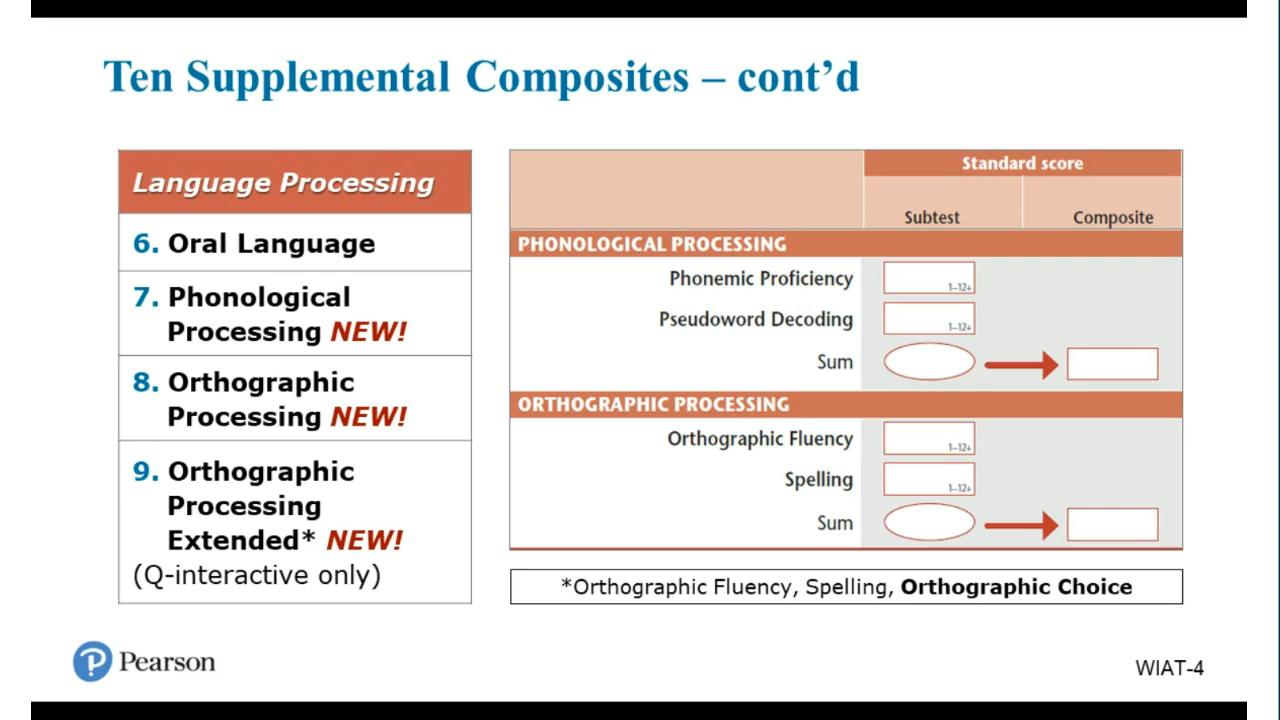 Ten Supplemental Composites – cont’d
Language Processing
6. Oral Language
7. Phonological
Processing NEW!
8. Orthographic
Processing NEW!
9. Orthographic
Processing
Extended* NEW!
(Q-interactive only)
Standard score
Subtest Composite
PHONOLOGICAL PROCESSING
Phonemic Proficiency
1–12+
Pseudoword Decoding
1–12+
Sum
ORTHOGRAPHIC PROCESSING
Orthographic Fluency
1–12+
Spelling
1–12+
Sum
*Orthographic Fluency, Spelling, Orthographic Choice
Pearson
WIAT-4